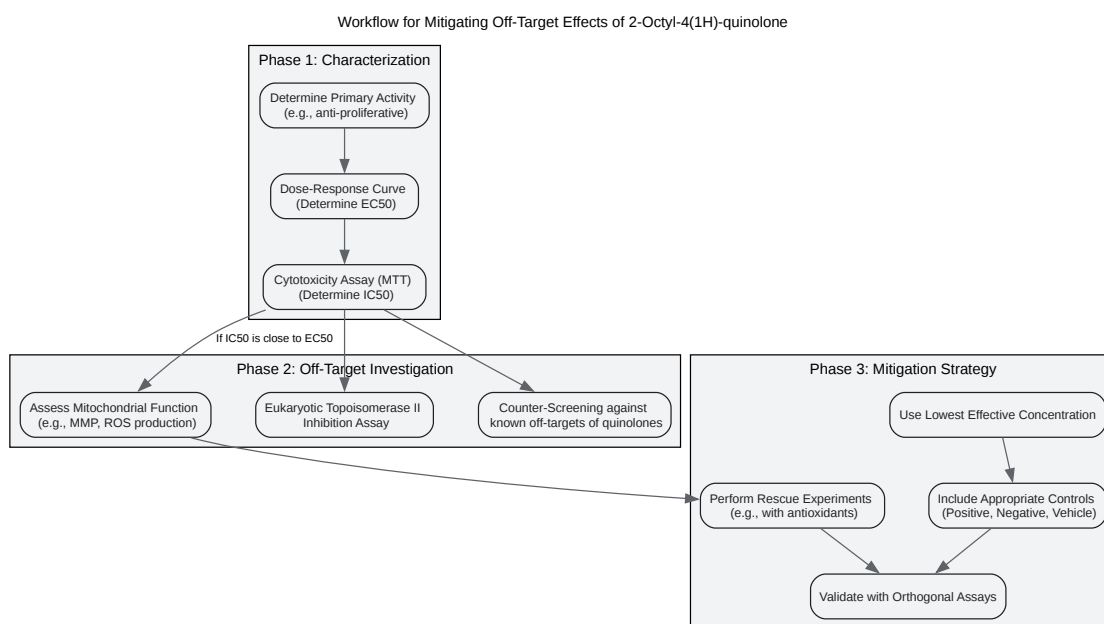 Workflow for Mitigating Off-Target Effects of 2-Octyl-4(1H)-quinolone
Phase 1: Characterization
Determine Primary Activity
(e.g., anti-proliferative)
Dose-Response Curve
(Determine EC50)
Cytotoxicity Assay (MTT)
(Determine IC50)
If IC50 is close to EC50
Phase 2: Off-Target Investigation
Assess Mitochondrial Function
(e.g., MMP, ROS production)
Eukaryotic Topoisomerase II
Inhibition Assay
Counter-Screening against
known off-targets of quinolones
Phase 3: Mitigation Strategy
Use Lowest Effective Concentration
Perform Rescue Experiments
(e.g., with antioxidants)
Include Appropriate Controls
(Positive, Negative, Vehicle)
Validate with Orthogonal Assays